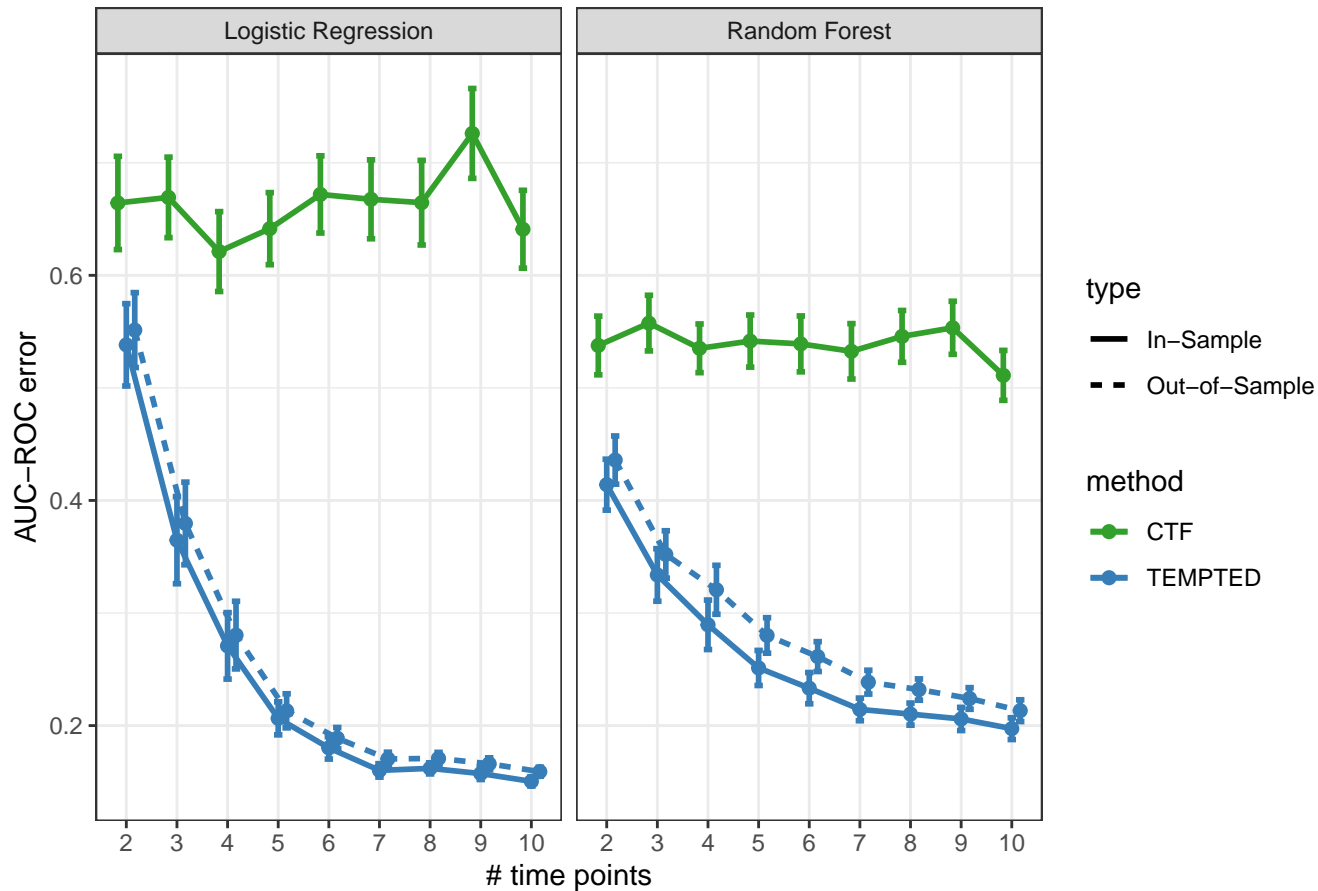 Logistic Regression
Random Forest
AUC−ROC error
0.6
0.4
0.2
2 3 4 5 6 7 8 9 10
2 3 4 5 6 7 8 9 10
# time points
type
In−Sample
Out−of−Sample
method
CTF
TEMPTED